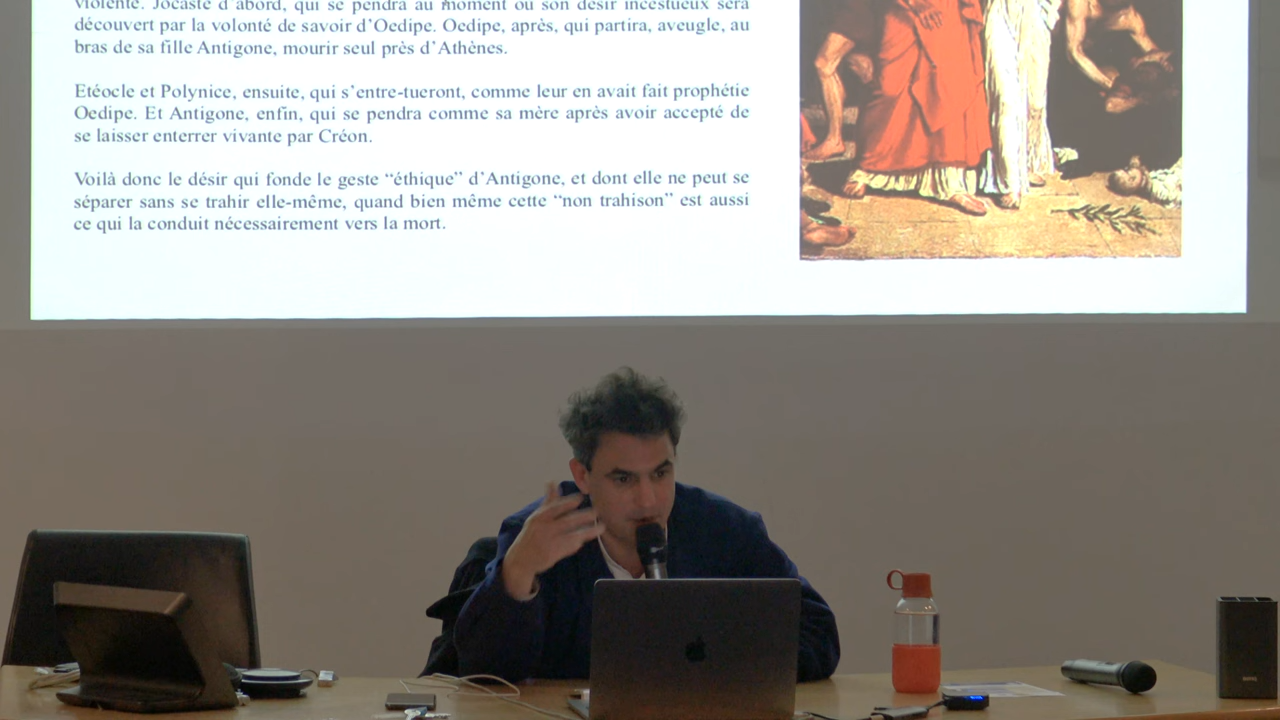 violente. Jocaste d'abord, qui se pendra au moment où son désir incestueux sera
découvert par la volonté de savoir d'Oedipe. Oedipe, après, qui partira, aveugle, au
bras de sa fille Antigone, mourir seul près d'Athènes.
Etéocle et Polynice, ensuite, qui s'entre-tueront, comme leur en avait fait prophétie
Oedipe. Et Antigone, enfin, qui se pendra comme sa mère après avoir accepté de
se laisser enterrer vivante par Créon.
Voilà donc le désir qui fonde le geste “éthique” d'Antigone, et dont elle ne peut se
séparer sans se trahir elle-même, quand bien même cette “non trahison” est aussi
ce qui la conduit nécessairement vers la mort.